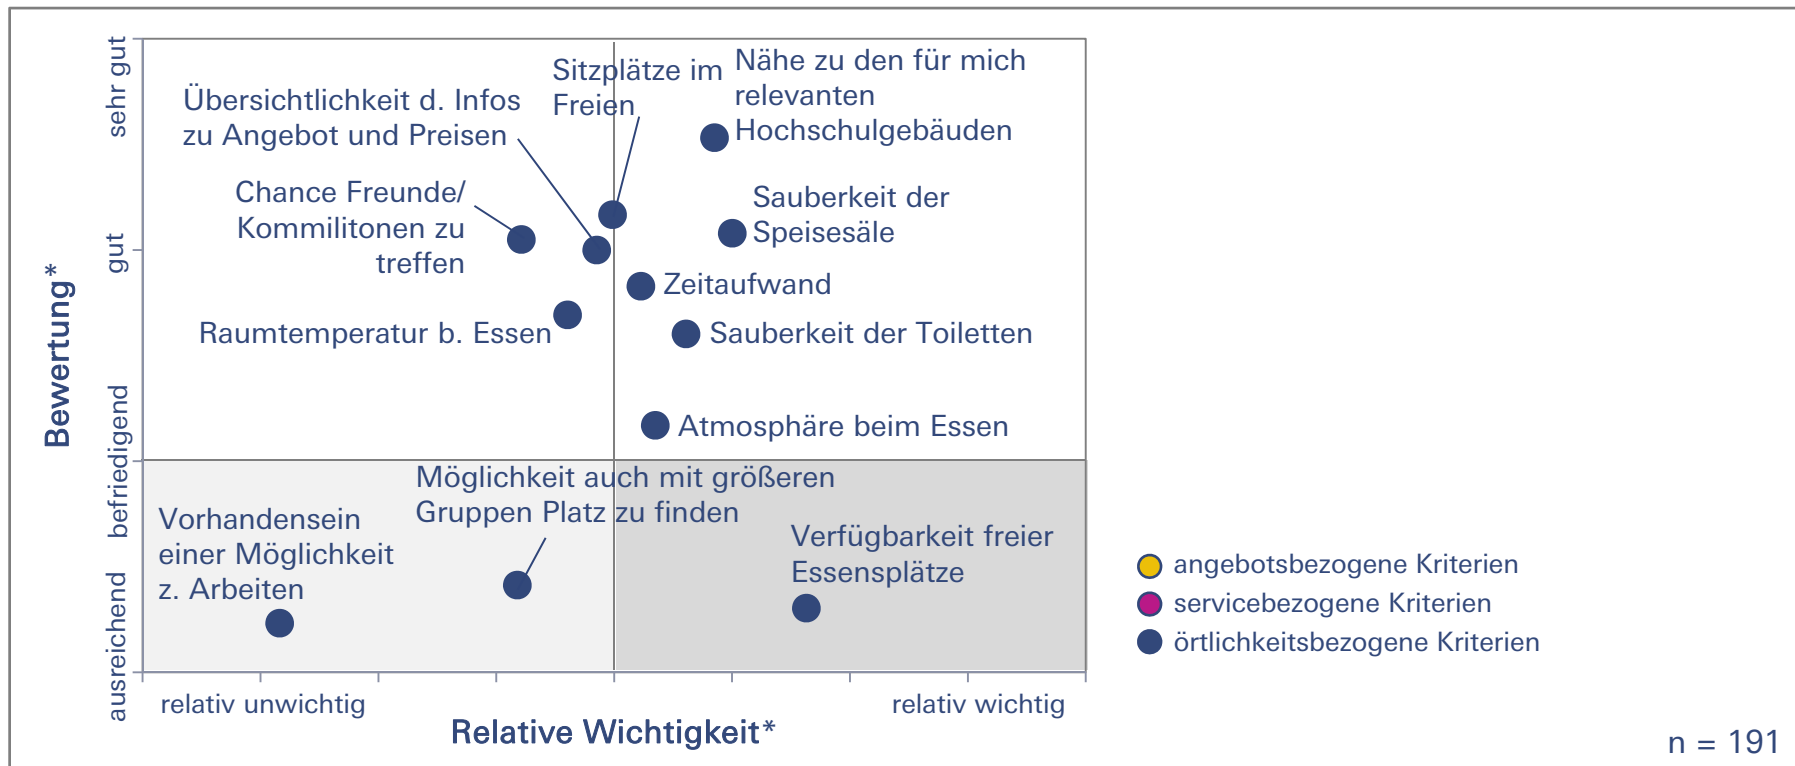 Bewertung*
sehr gut
gut
befriedigend
ausreichend
Übersichtlichkeit d. Infos
zu Angebot und Preisen
Sitzplätze im
Freien
Nähe zu den für mich
relevanten
Hochschulgebäuden
Chance Freunde/
Kommilitonen zu
treffen
Sauberkeit der
Speisesäle
Zeitaufwand
Raumtemperatur b. Essen
Sauberkeit der Toiletten
Atmosphäre beim Essen
Möglichkeit auch mit größeren
Gruppen Platz zu finden
Vorhandensein
einer Möglichkeit
z. Arbeiten
Verfügbarkeit freier
Essensplätze
relativ unwichtig
relativ wichtig
Relative Wichtigkeit*
angebotsbezogene Kriterien
servicebezogene Kriterien
örtlichkeitsbezogene Kriterien
n = 191